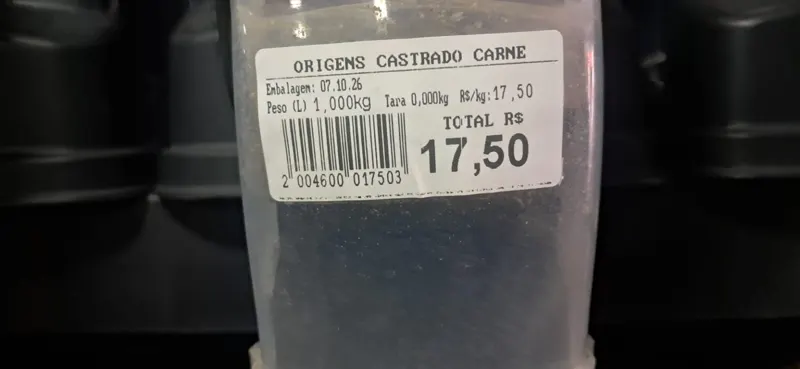 ORIGENS CASTRADO CARNE
Embalagem: 07.10.26
Peso (L) 1,000kg Tara 0,000kg R$/kg: 17,50
TOTAL R$
17,50
2 004600 017503